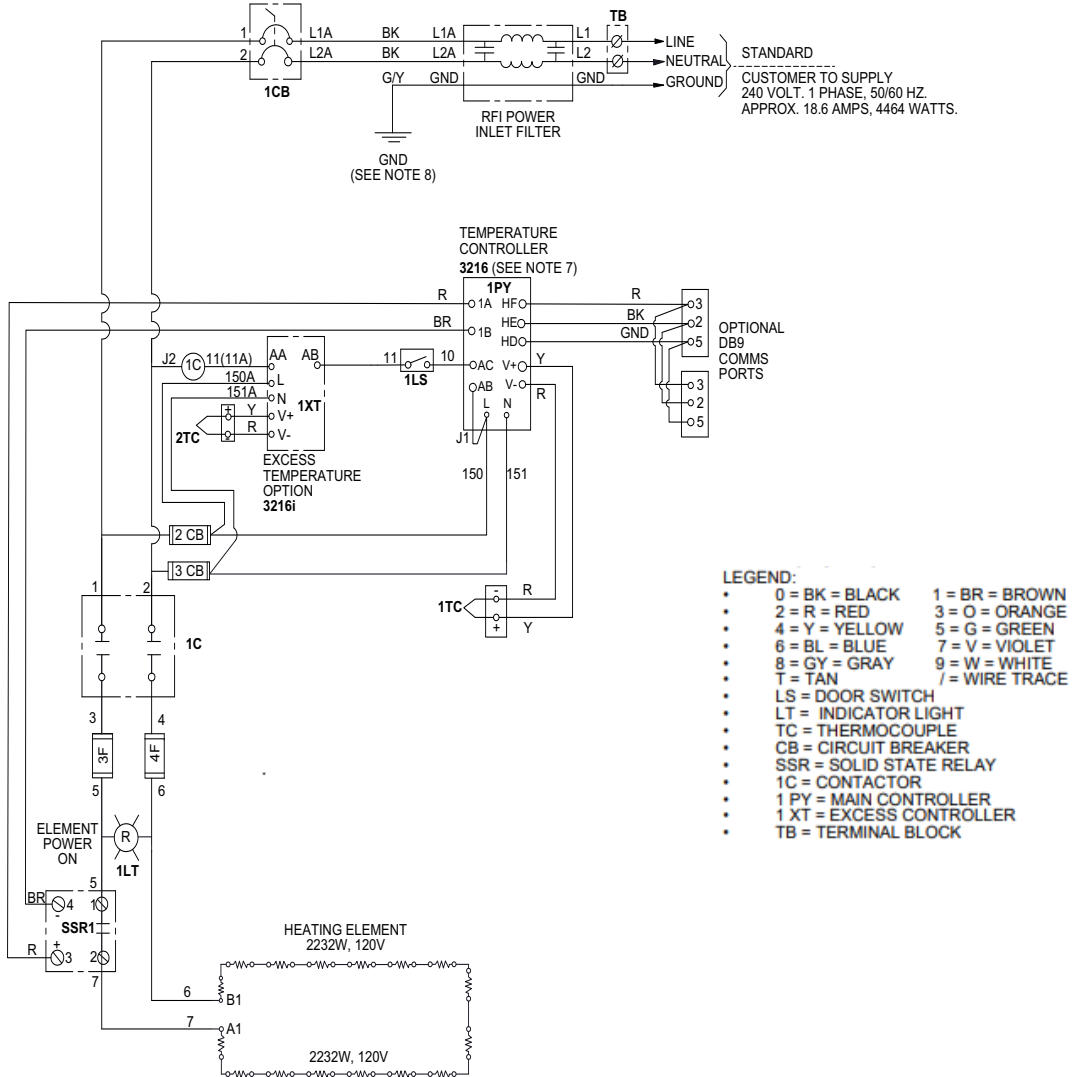 TB
1 L1A BK L1A L1 LINE
2 L2A BK L2A L2 NEUTRAL
G/Y GND GND GROUND
1CB
STANDARD
CUSTOMER TO SUPPLY
240 VOLT. 1 PHASE, 50/60 HZ.
APPROX. 18.6 AMPS, 4464 WATTS.
RFI POWER
INLET FILTER
GND
(SEE NOTE 8)
TEMPERATURE
CONTROLLER
3216 (SEE NOTE 7)
1PY
R 1A HF R 3
BR 1B HE BK 2
HD GND 5
OPTIONAL
DB9
COMMS
PORTS
3
2
5
J2 1C 11(11A) AA AB 11 10 AC V+ Y
1LS
150A L AB V- R
151A N L N
1XT
2TC + Y V+
- R V-
J1
EXCESS
TEMPERATURE
OPTION
3216i
150 151
2 CB
3 CB
1TC - R
+ Y
1 2
1C
3 4
3F 4F
5 6
ELEMENT
POWER
ON
R
1LT
5
BR 4 1
-
SSR1
+
R 3 2
7
HEATING ELEMENT
2232W, 120V
6 B1
7 A1
2232W, 120V
LEGEND:
• 0 = BK = BLACK 1 = BR = BROWN
• 2 = R = RED 3 = O = ORANGE
• 4 = Y = YELLOW 5 = G = GREEN
• 6 = BL = BLUE 7 = V = VIOLET
• 8 = GY = GRAY 9 = W = WHITE
• T = TAN / = WIRE TRACE
• LS = DOOR SWITCH
• LT = INDICATOR LIGHT
• TC = THERMOCOUPLE
• CB = CIRCUIT BREAKER
• SSR = SOLID STATE RELAY
• 1C = CONTACTOR
• 1 PY = MAIN CONTROLLER
• 1 XT = EXCESS CONTROLLER
• TB = TERMINAL BLOCK